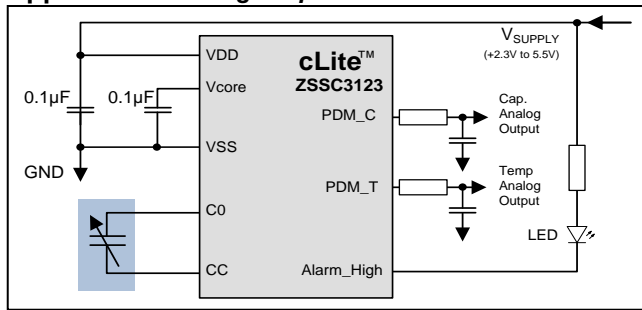 cLite™
ZSSC3123
VDD
Vcore
VSS
C0
CC
PDM_C
PDM_T
Alarm_High
0.1µF
0.1µF
GND
VSUPPLY
(+2.3V to 5.5V)
Cap.
Analog
Output
Temp
Analog
Output
LED